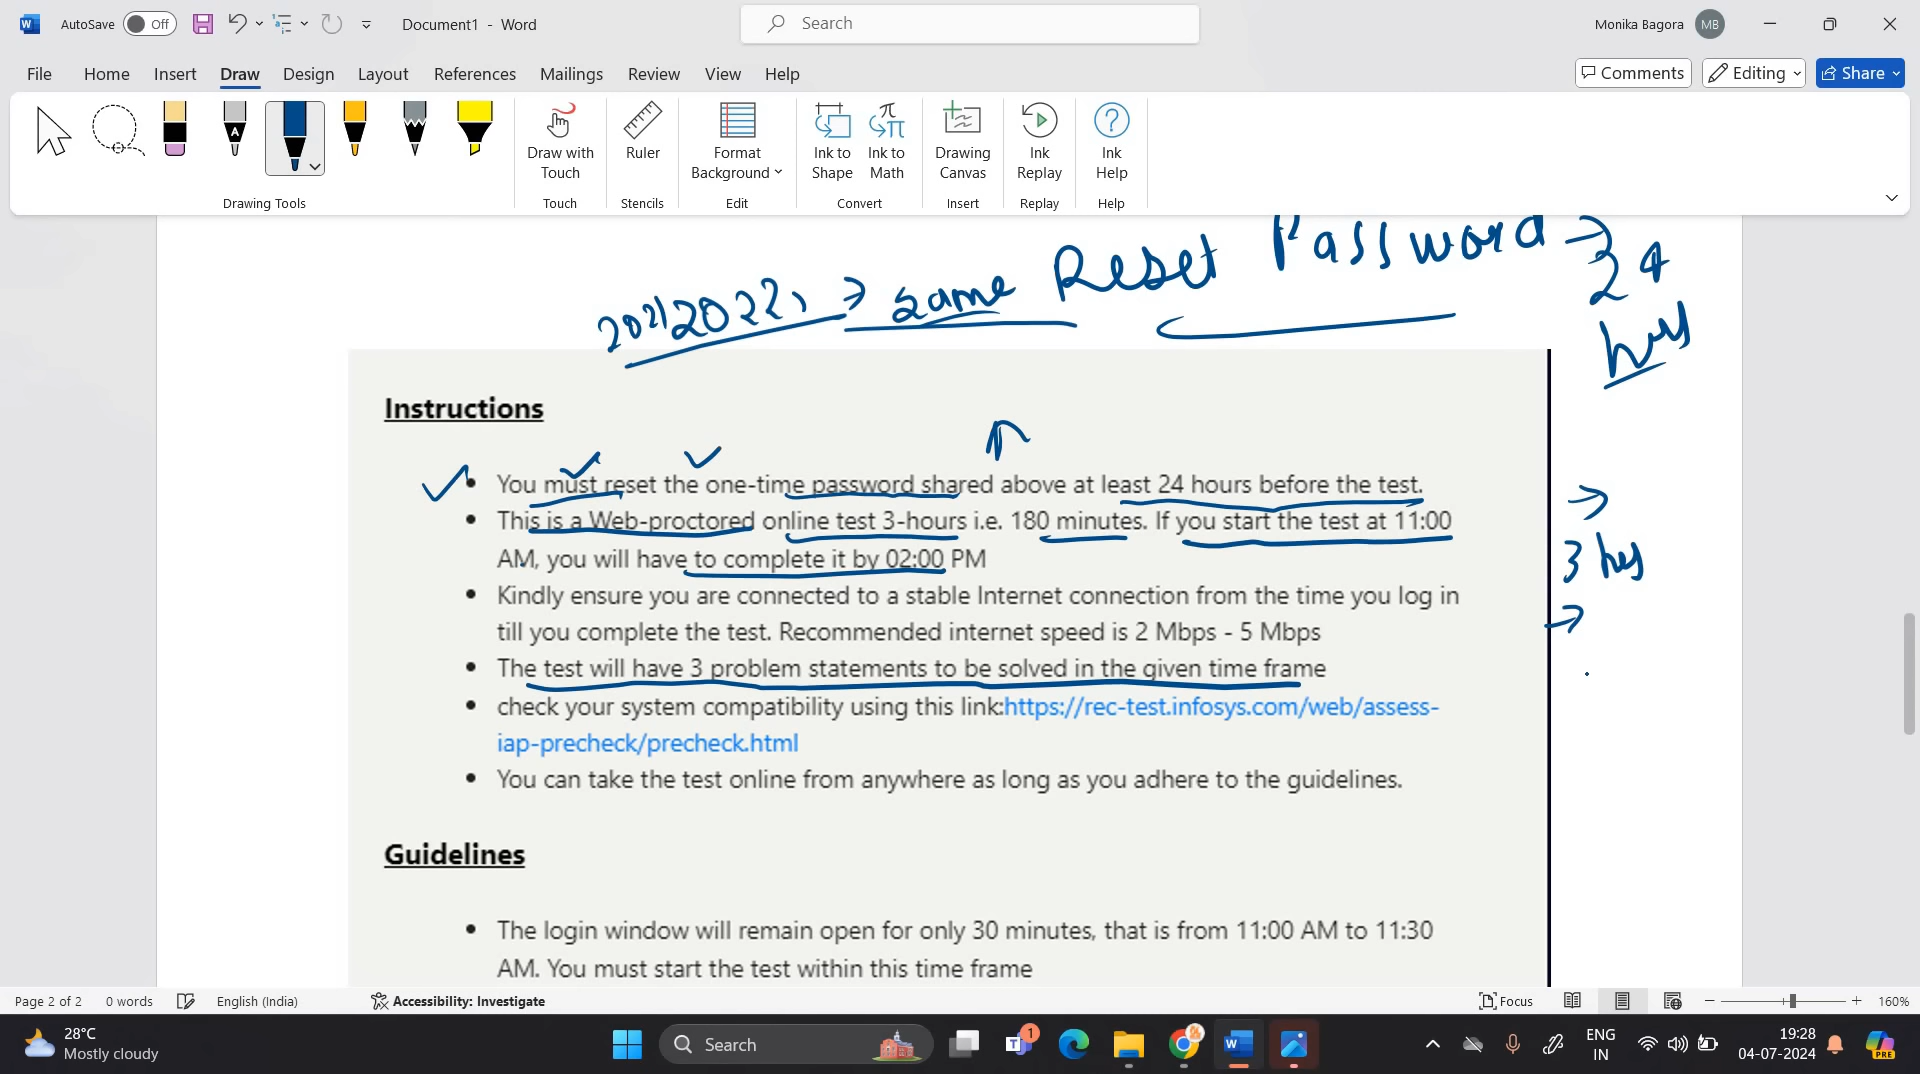 AutoSave Off Document1 - Word Search Monika Bagora MB
File Home Insert Draw Design Layout References Mailings Review View Help Comments Editing Share
A
Draw with Touch Ruler Format Background Ink to Shape Ink to Math Drawing Canvas Ink Replay Ink Help
Drawing Tools Touch Stencils Edit Convert Insert Replay Help
Reset Password → 24 hrs
2021 2022, → same
Instructions
• You must reset the one-time password shared above at least 24 hours before the test.
• This is a Web-proctored online test 3-hours i.e. 180 minutes. If you start the test at 11:00
AM, you will have to complete it by 02:00 PM
→ 3 hrs
→
• Kindly ensure you are connected to a stable Internet connection from the time you log in
till you complete the test. Recommended internet speed is 2 Mbps - 5 Mbps
• The test will have 3 problem statements to be solved in the given time frame
• check your system compatibility using this link:https://rec-test.infosys.com/web/assess-
iap-precheck/precheck.html
• You can take the test online from anywhere as long as you adhere to the guidelines.
Guidelines
• The login window will remain open for only 30 minutes, that is from 11:00 AM to 11:30
AM. You must start the test within this time frame
Page 2 of 2 0 words English (India) Accessibility: Investigate Focus 160%
28°C
Mostly cloudy
Search
1
ENG
IN
19:28
04-07-2024
PRE